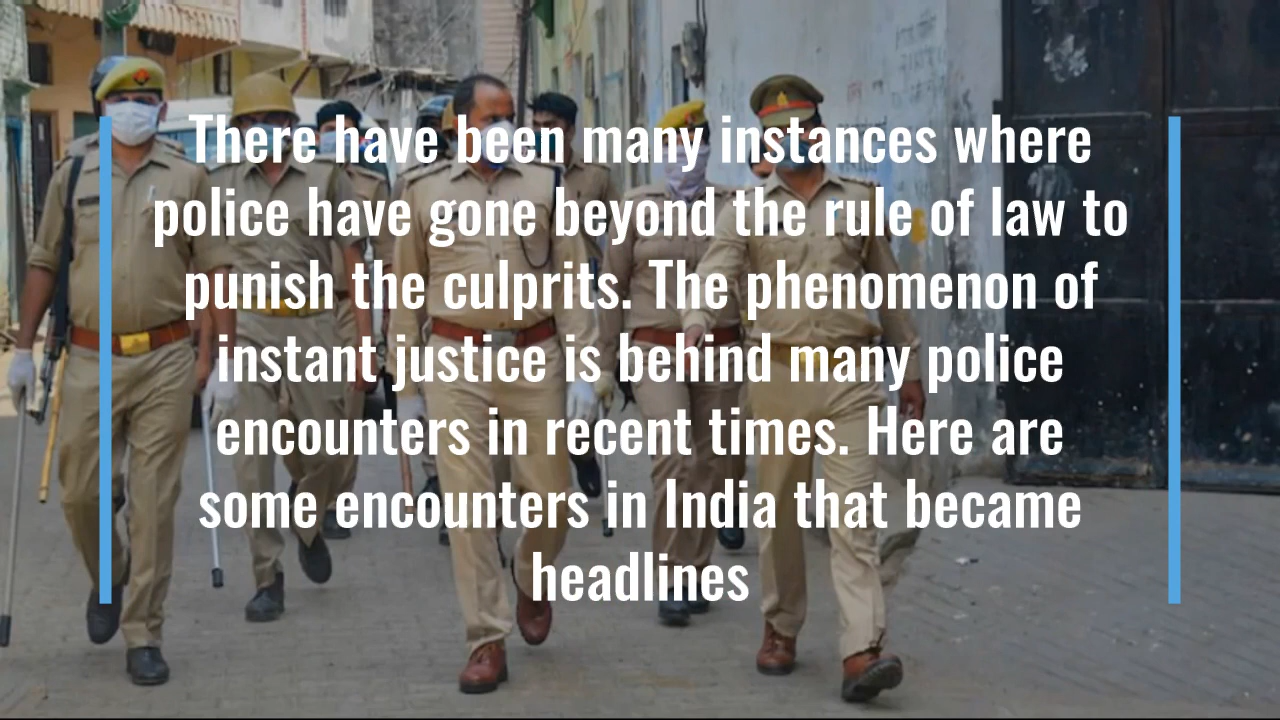 There have been many instances where
police have gone beyond the rule of law to
punish the culprits. The phenomenon of
instant justice is behind many police
encounters in recent times. Here are
some encounters in India that became
headlines